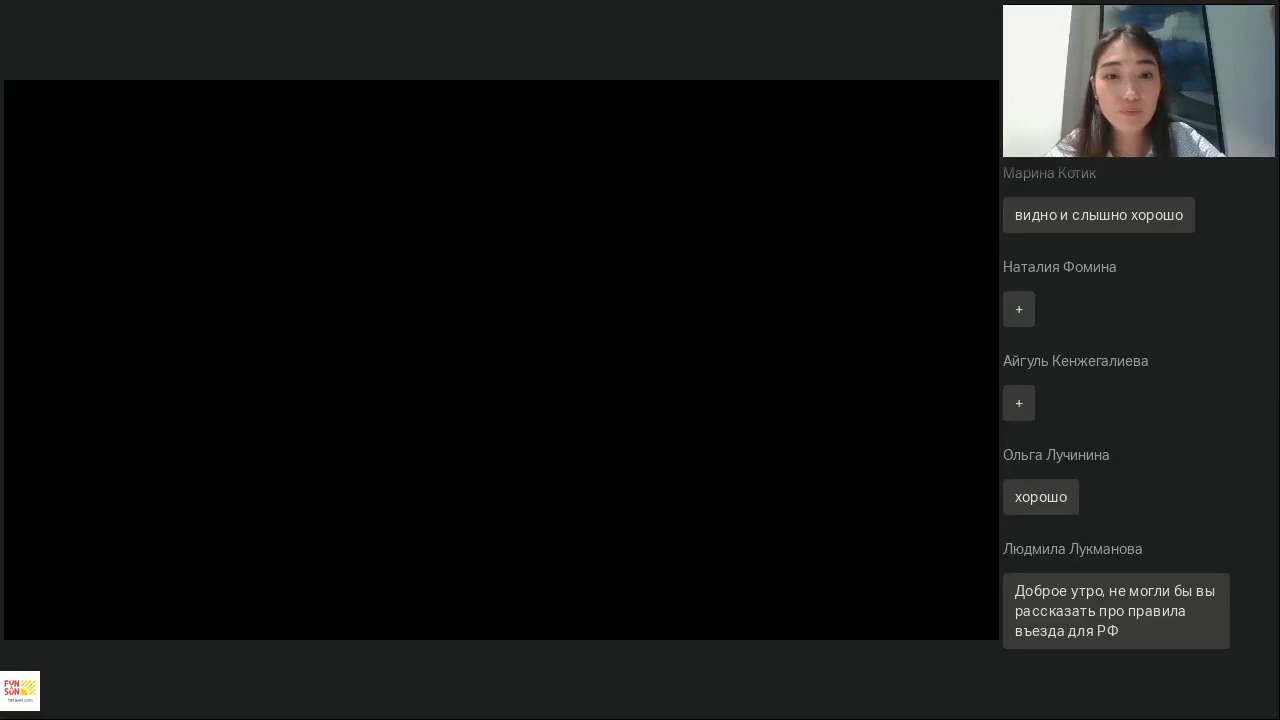 Марина Котик
видно и слышно хорошо
Наталия Фомина
+
Айгуль Кенжегалиева
+
Ольга Лучинина
хорошо
Людмила Лукманова
Доброе утро, не могли бы вы
рассказать про правила
въезда для РФ
FUN
SUN